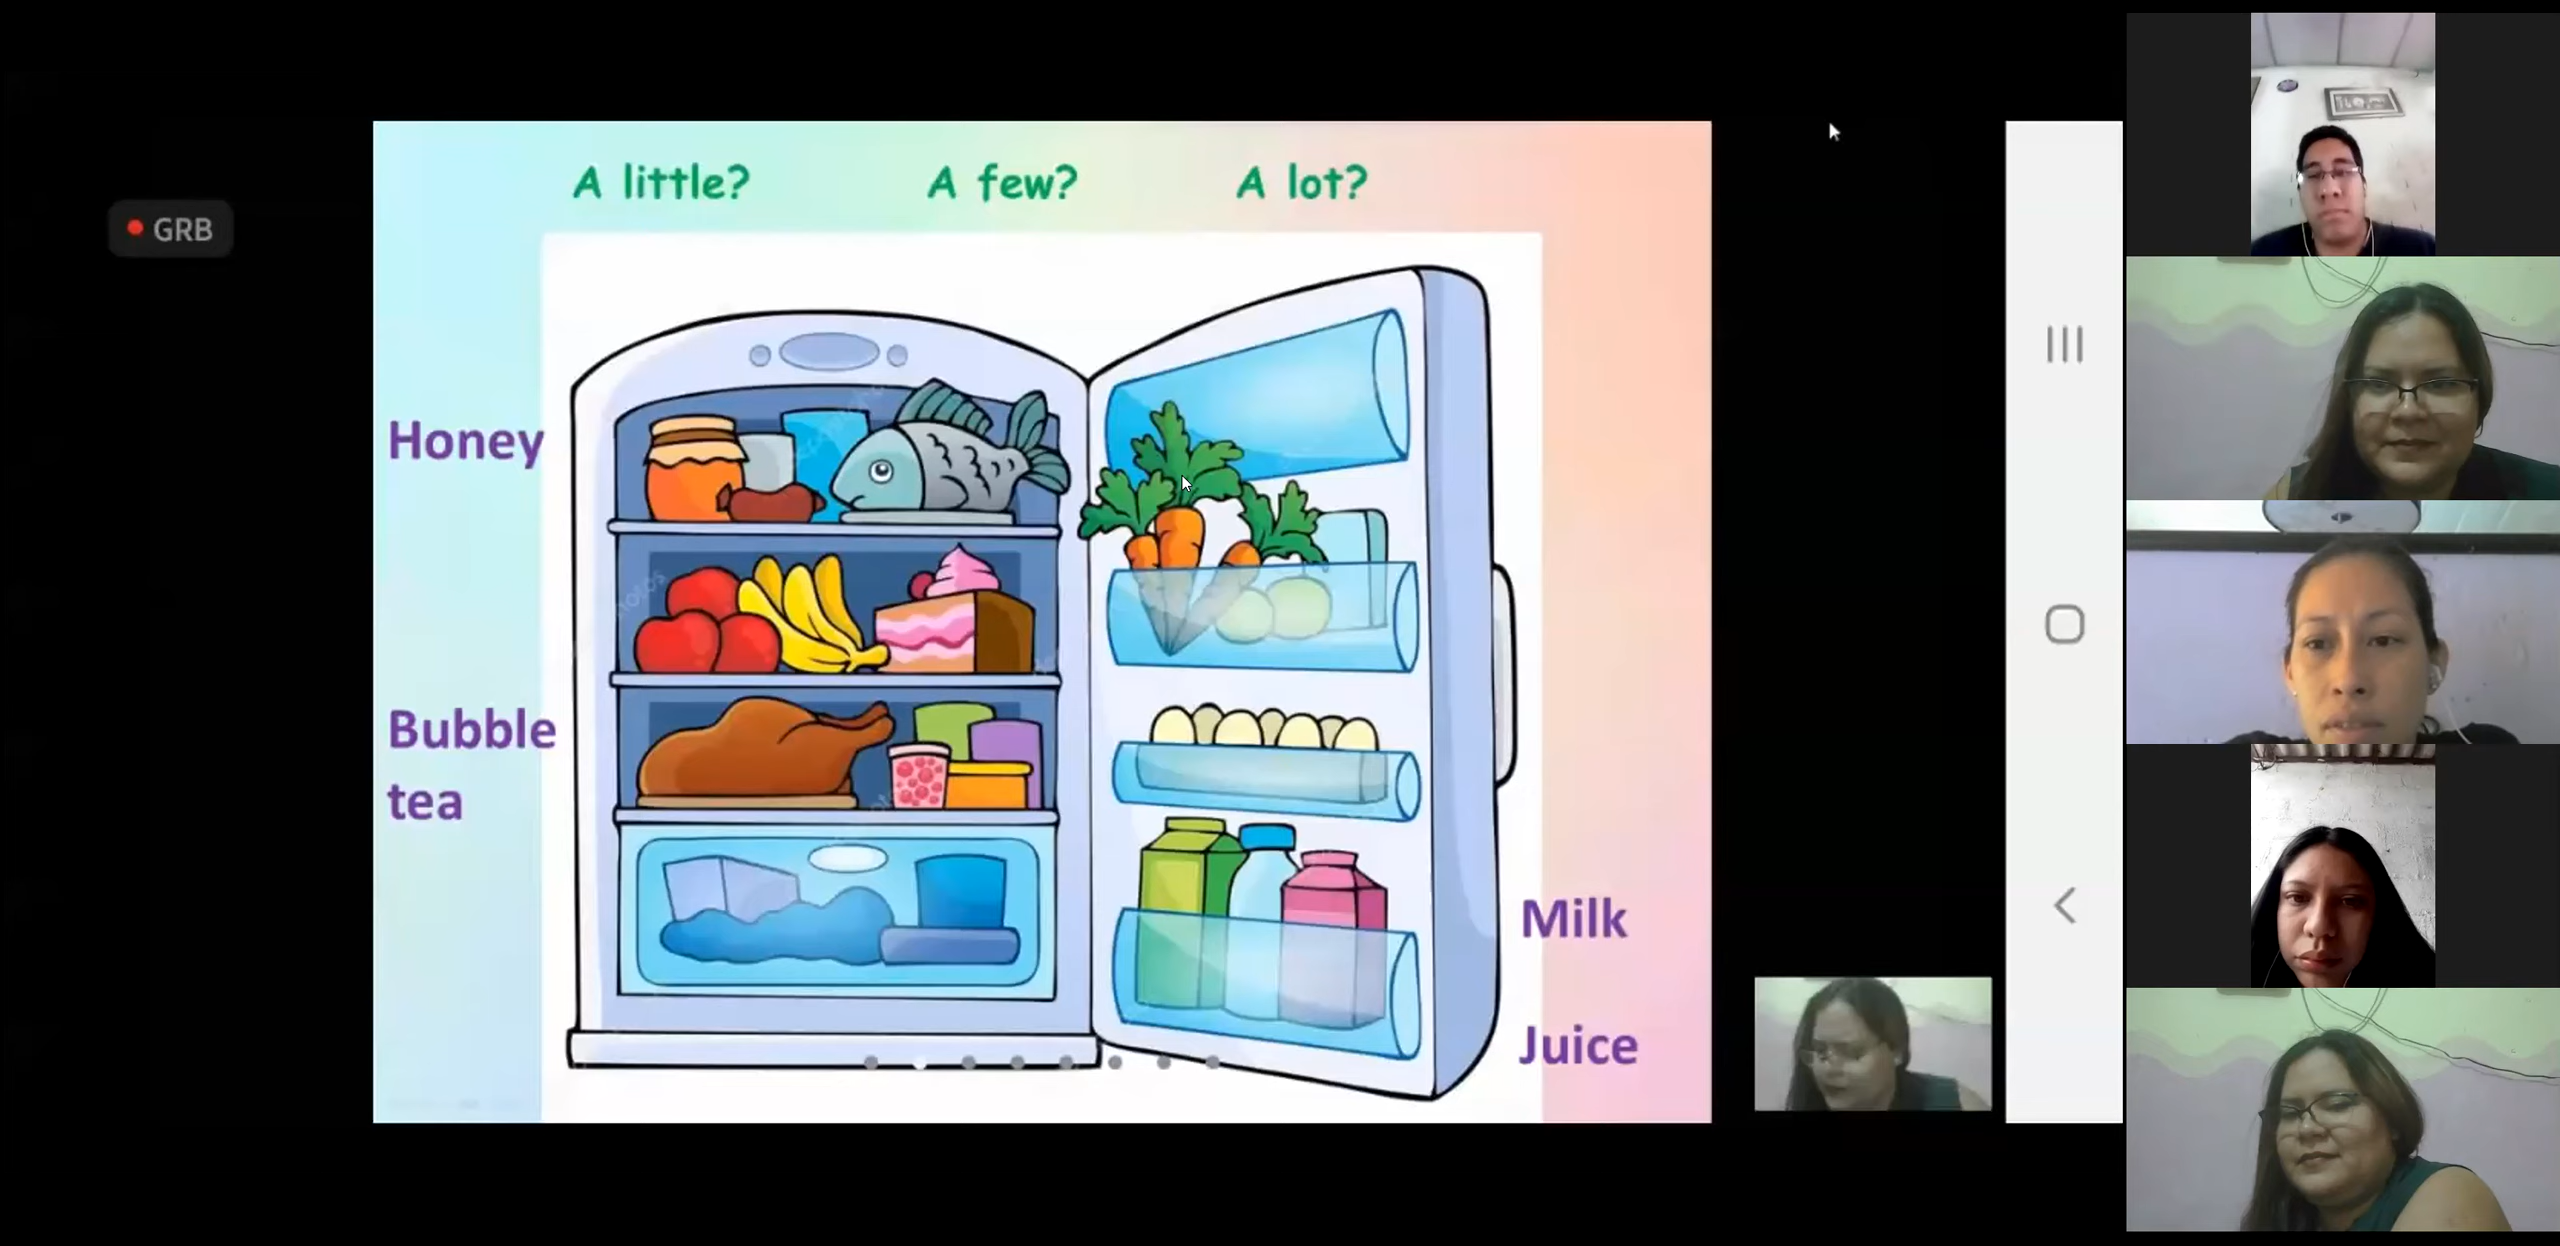 GRB
A little? A few? A lot?
Honey
Bubble
tea
Milk
Juice